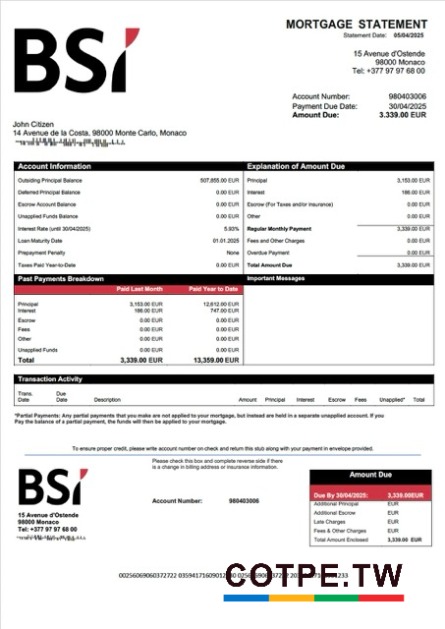 BSi
MORTGAGE STATEMENT
Statement Date: 05/04/2025
15 Avenue d'Ostende
98000 Monaco
Tel: +377 97 97 68 00
Account Number: 980403006
Payment Due Date: 30/04/2025
Amount Due: 3.339.00 EUR
John Citizen
14 Avenue de la Costa, 98000 Monte Carlo, Monaco
Account Information
Outsiding Principal Balance 507,855.00 EUR
Deferred Principal Balance 0.00 EUR
Escrow Account Balance 0.00 EUR
Unapplied Funds Balance 0.00 EUR
Interest Rate (until 30/04/2025) 5.93%
Loan Maturity Date 01.01.2025
Prepayment Penalty None
Taxes Paid Year-to-Date 0.00 EUR
Explanation of Amount Due
Principal 3,153.00 EUR
Interest 186.00 EUR
Escrow (For Taxes and/or Insurance) 0.00 EUR
Other 0.00 EUR
Regular Monthly Payment 3,339.00 EUR
Fees and Other Charges 0.00 EUR
Overdue Payment 0.00 EUR
Total Amount Due 3,339.00 EUR
Past Payments Breakdown
Paid Last Month Paid Year to Date
Principal 3,153.00 EUR 12,612.00 EUR
Interest 186.00 EUR 747.00 EUR
Escrow 0.00 EUR 0.00 EUR
Fees 0.00 EUR 0.00 EUR
Other 0.00 EUR 0.00 EUR
Unapplied Funds 0.00 EUR 0.00 EUR
Total 3,339.00 EUR 13,359.00 EUR
Important Messages
Transaction Activity
Trans. Date Due Date Description Amount Principal Interest Escrow Fees Unapplied* Total
*Partial Payments: Any partial payments that you make are not applied to your mortgage, but instead are held in a separate unapplied account. If you
Pay the balance of a partial payment, the funds will then be applied to your mortgage.
To ensure proper credit, please write account number on-check and return this stub along with your payment in envelope provided.
Please check this box and complete reverse side if there
is a change in billing address or insurance information.
BSi
15 Avenue d'Ostende
98000 Monaco
Tel: +377 97 97 68 00
Account Number: 980403006
Amount Due
Due By 30/04/2025: 3,339.00EUR
Additional Principal EUR
Additional Escrow EUR
Late Charges EUR
Fees & Other Charges EUR
Total Amount Enclosed 3,339.00 EUR
COTPE.TW